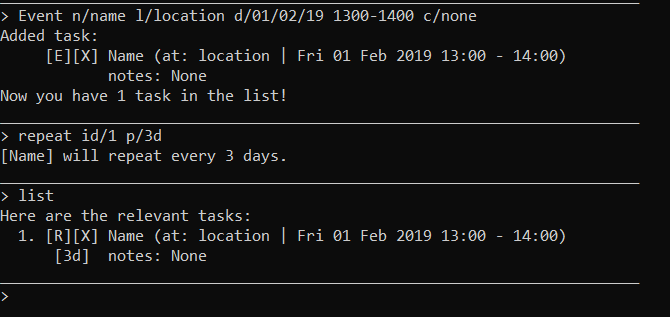 > Event n/name l/location d/01/02/19 1300-1400 c/none
Added task:
[E][X] Name (at: location | Fri 01 Feb 2019 13:00 - 14:00)
notes: None
Now you have 1 task in the list!
> repeat id/1 p/3d
[Name] will repeat every 3 days.
> list
Here are the relevant tasks:
1. [R][X] Name (at: location | Fri 01 Feb 2019 13:00 - 14:00)
[3d] notes: None
>